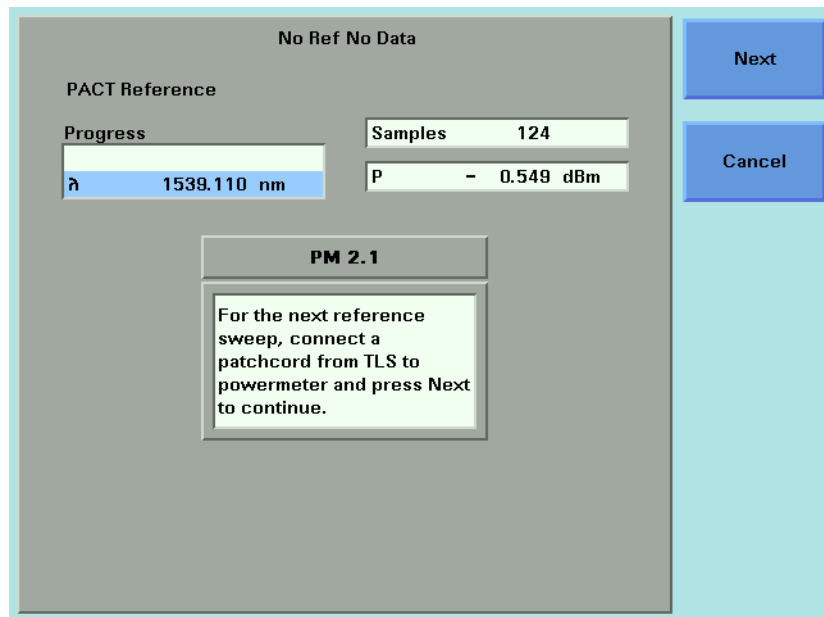 No Ref No Data
Next
PACT Reference
Progress
Samples 124
λ 1539.110 nm
P - 0.549 dBm
Cancel
PM 2.1
For the next reference
sweep, connect a
patchcord from TLS to
powermeter and press Next
to continue.